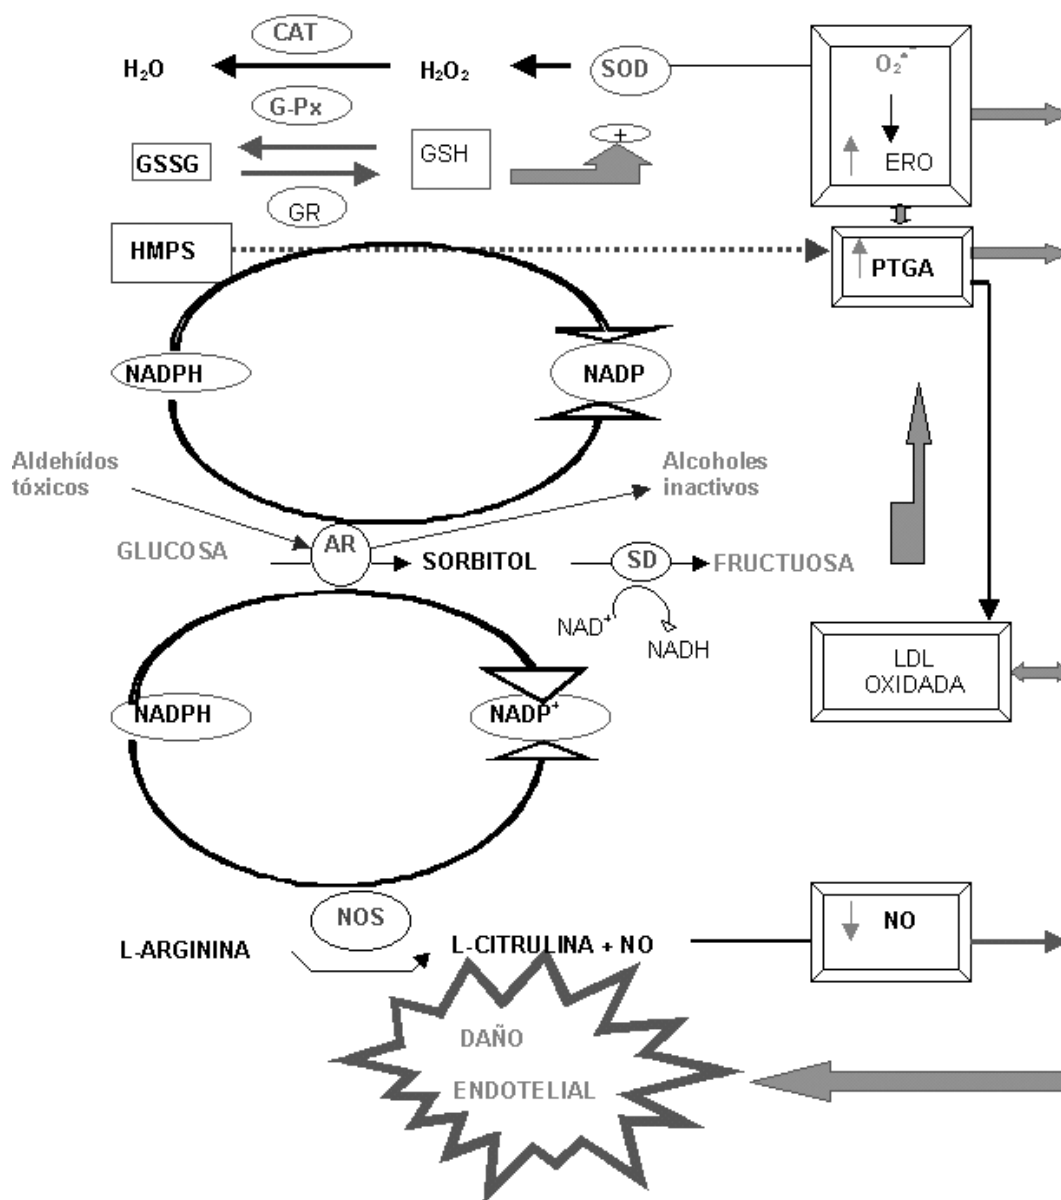 CAT
H₂O
H₂O₂
SOD
O₂•-
G-Px
+
GSSG
GSH
ERO
GR
HMPS
PTGA
NADPH
NADP
Aldehídos
tóxicos
Alcoholes
inactivos
GLUCOSA
AR
SORBITOL
SD
FRUCTUOSA
NAD⁺
NADH
LDL
OXIDADA
NADPH
NADP⁺
NOS
NO
L-ARGININA
L-CITRULINA + NO
DAÑO
ENDOTELIAL